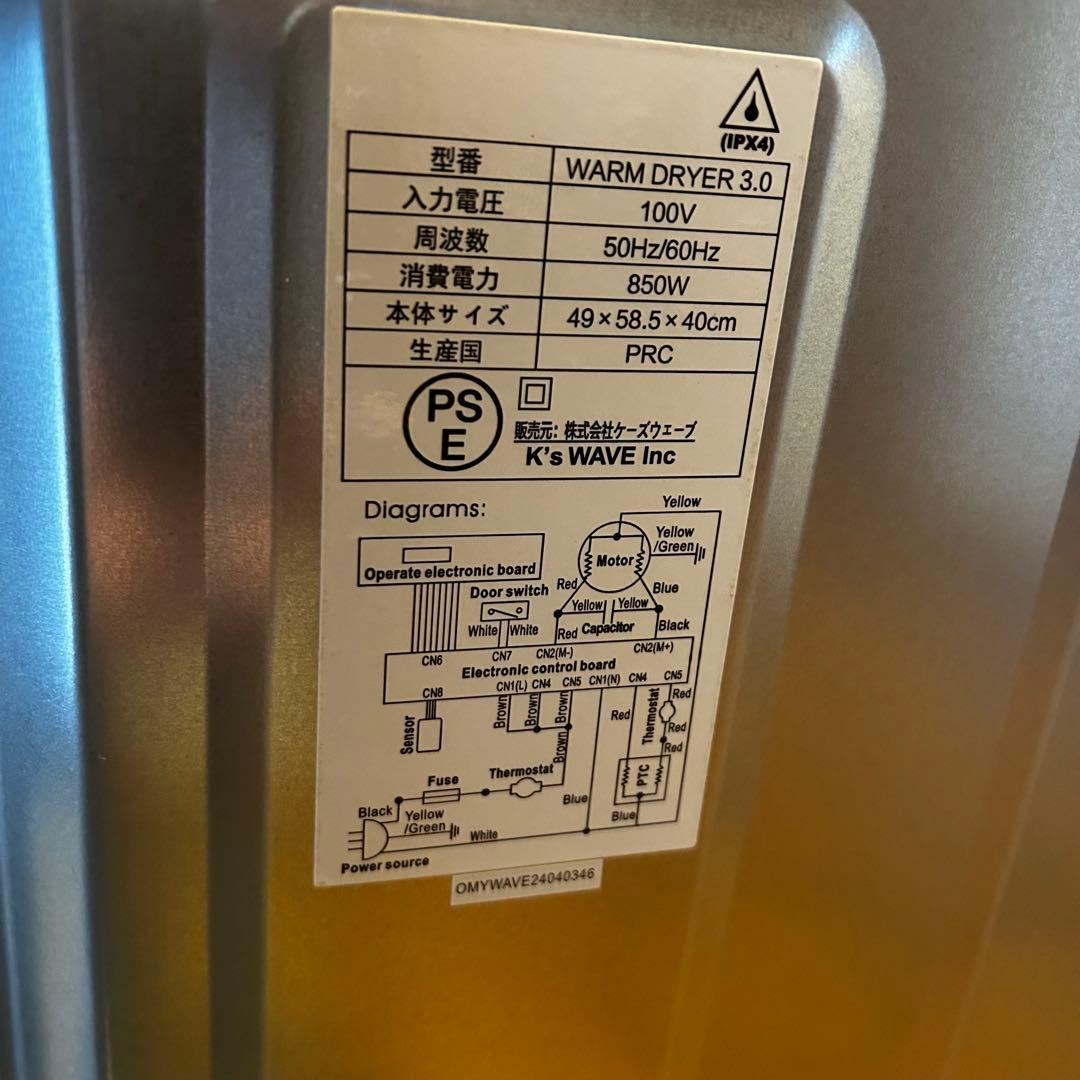 (IPX4)
型番 WARM DRYER 3.0
入力電圧 100V
周波数 50Hz/60Hz
消費電力 850W
本体サイズ 49×58.5×40cm
生産国 PRC
PS
E
販売元: 株式会社ケーズウェーブ
K's WAVE Inc
Diagrams:
Yellow
Yellow
/Green
Motor
Operate electronic board
Red
Blue
Door switch
Yellow
Yellow
White
White
Red
Capacitor
Black
CN6
CN7
CN2(M-)
CN2(M+)
Electronic control board
CN8
CN1(L)
CN4
CN5
CN1(N)
CN4
CN5
Sensor
Brown
Brown
Brown
Brown
Red
Thermostat
Red
Red
Red
PTC
Fuse
Thermostat
Blue
Blue
Black
Yellow
/Green
White
Power source
OMYWAVE24040346